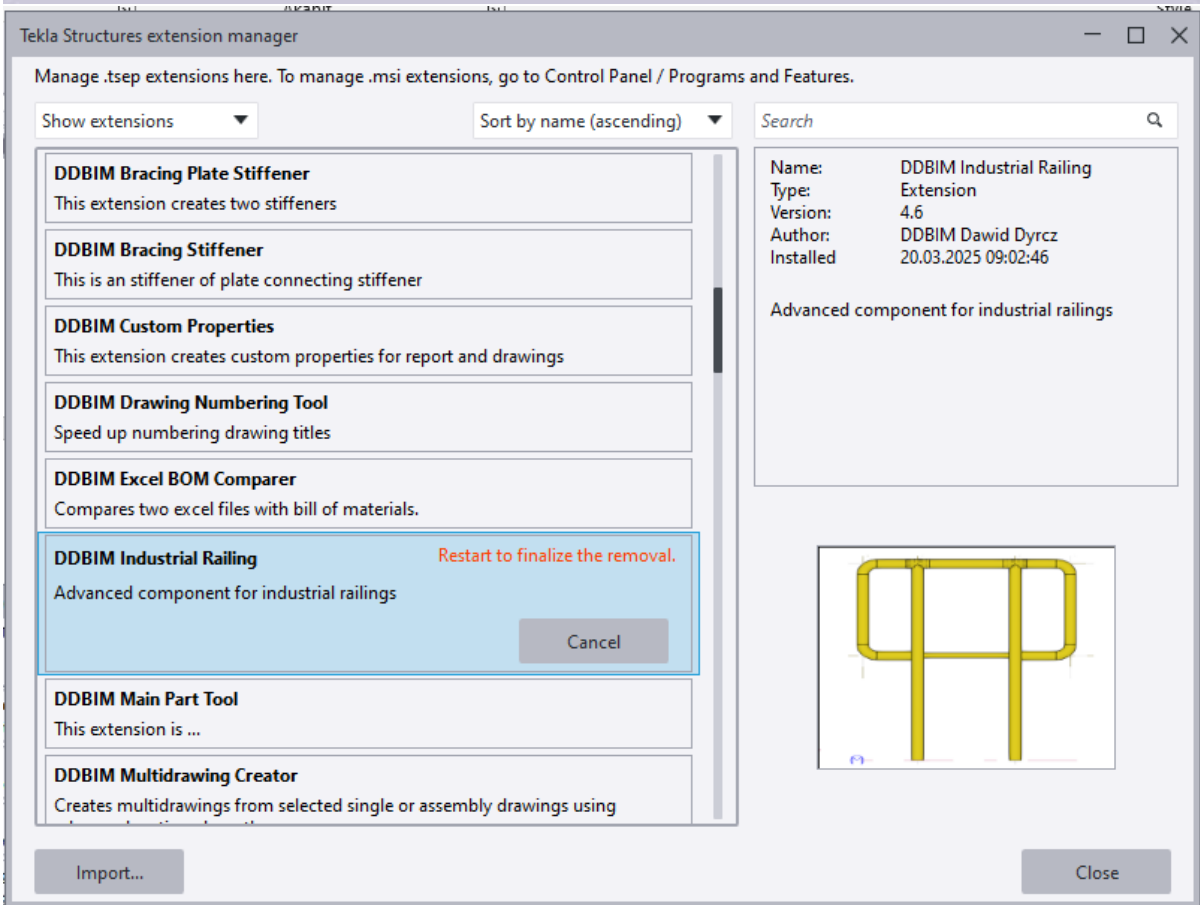 Tekla Structures extension manager
Manage .tsep extensions here. To manage .msi extensions, go to Control Panel / Programs and Features.
Show extensions
Sort by name (ascending)
Search
DDBIM Bracing Plate Stiffener
This extension creates two stiffeners
DDBIM Bracing Stiffener
This is an stiffener of plate connecting stiffener
DDBIM Custom Properties
This extension creates custom properties for report and drawings
DDBIM Drawing Numbering Tool
Speed up numbering drawing titles
DDBIM Excel BOM Comparer
Compares two excel files with bill of materials.
DDBIM Industrial Railing
Restart to finalize the removal.
Advanced component for industrial railings
Cancel
DDBIM Main Part Tool
This extension is ...
DDBIM Multidrawing Creator
Creates multidrawings from selected single or assembly drawings using
Name: DDBIM Industrial Railing
Type: Extension
Version: 4.6
Author: DDBIM Dawid Dyrcz
Installed 20.03.2025 09:02:46
Advanced component for industrial railings
Import...
Close